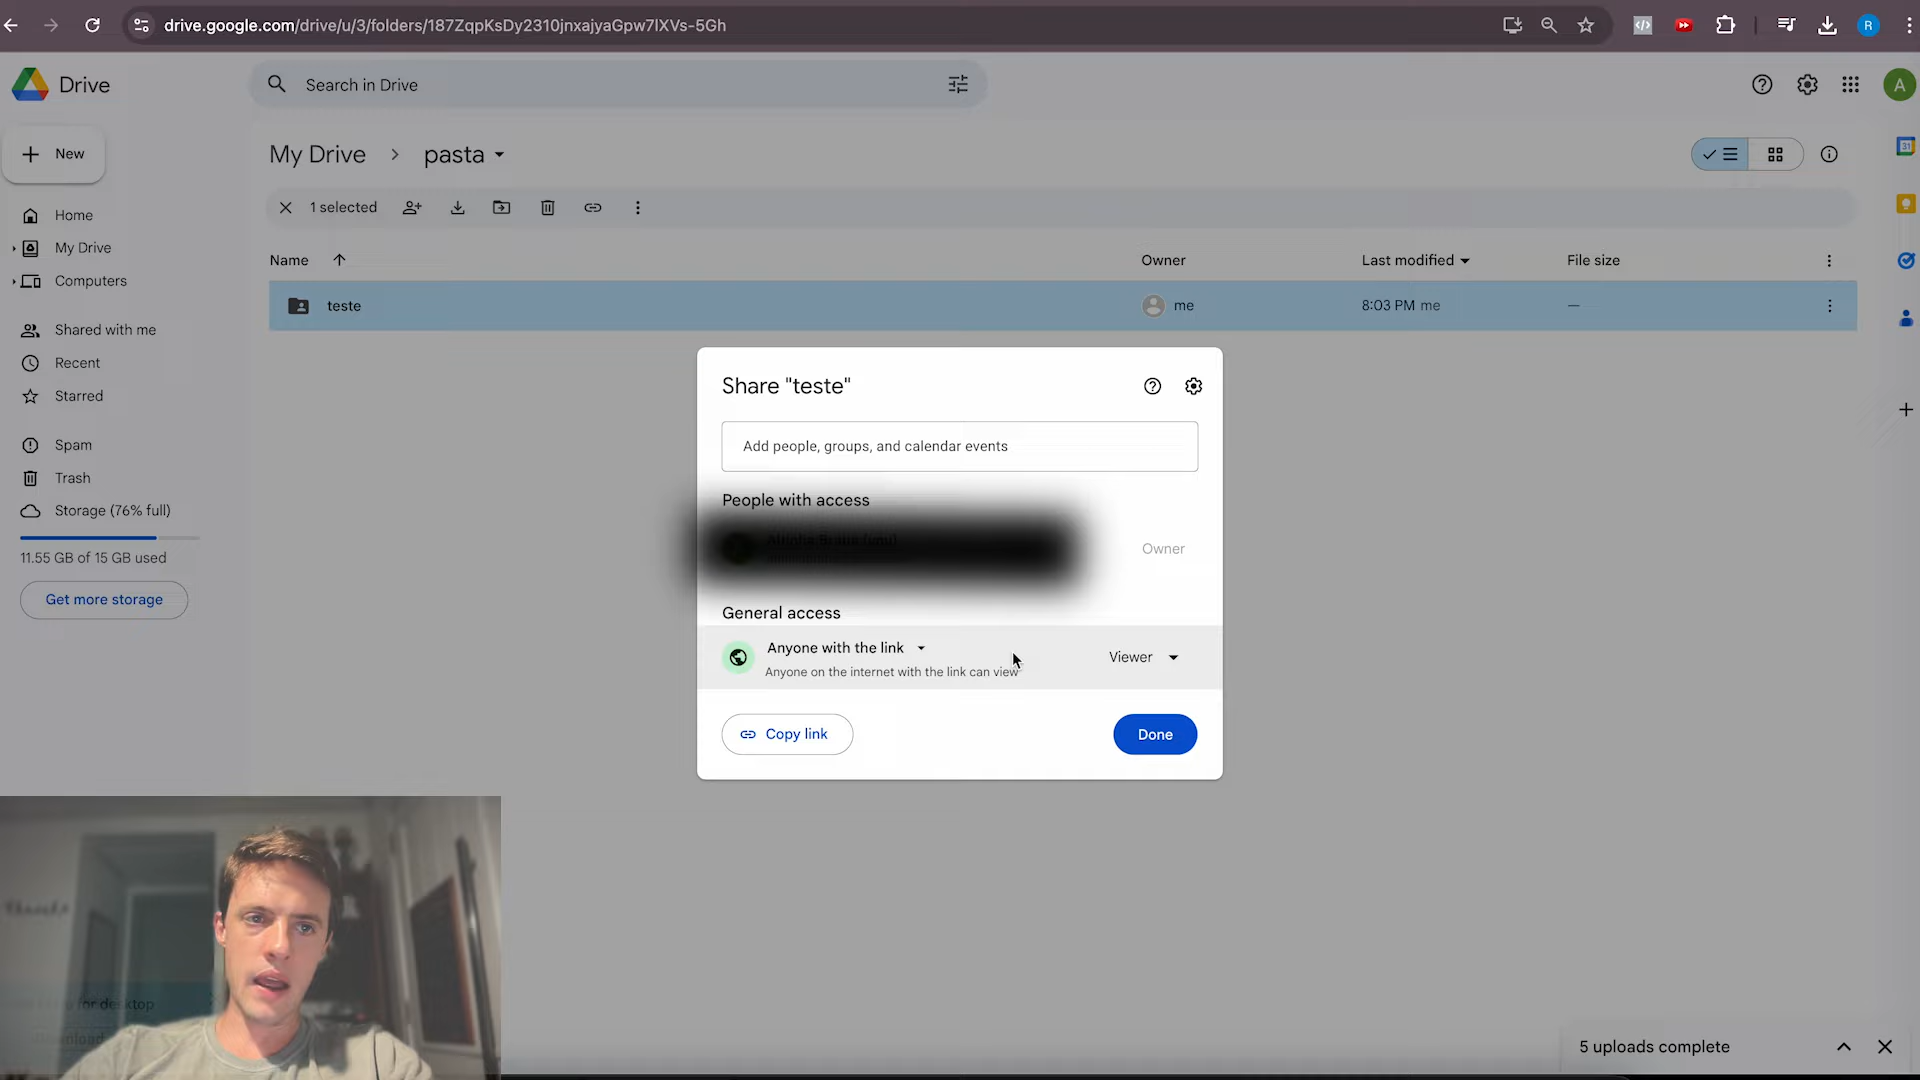 drive.google.com/drive/u/3/folders/187ZqpKsDy2310jnxajyaGpw7lXVs-5Gh
R
Drive
Search in Drive
A
New
My Drive
pasta
31
1 selected
Home
My Drive
Computers
Shared with me
Recent
Starred
Spam
Trash
Storage (76% full)
11.55 GB of 15 GB used
Get more storage
Name
Owner
Last modified
File size
teste
me
8:03 PM me
—
Share "teste"
Add people, groups, and calendar events
People with access
Owner
General access
Anyone with the link
Anyone on the internet with the link can view
Viewer
Copy link
Done
for desktop
Download
5 uploads complete